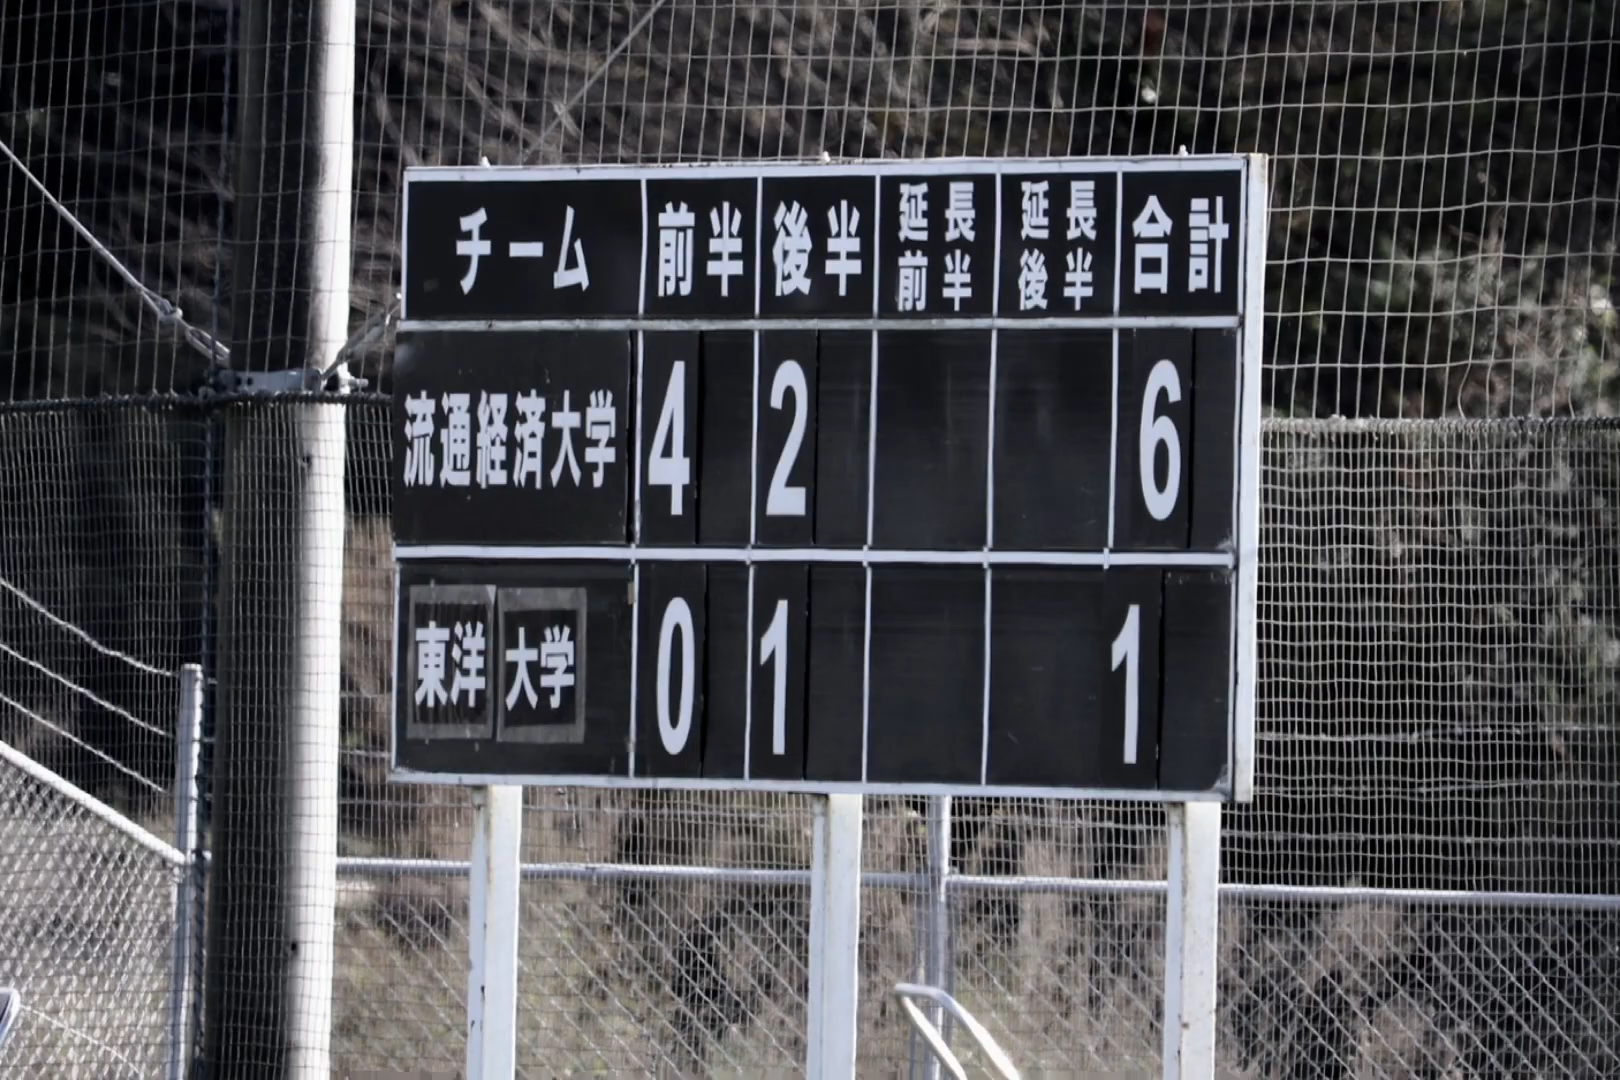 チーム 前半 後半 延長前半 延長後半 合計
流通経済大学 4 2 6
東洋大学 0 1 1